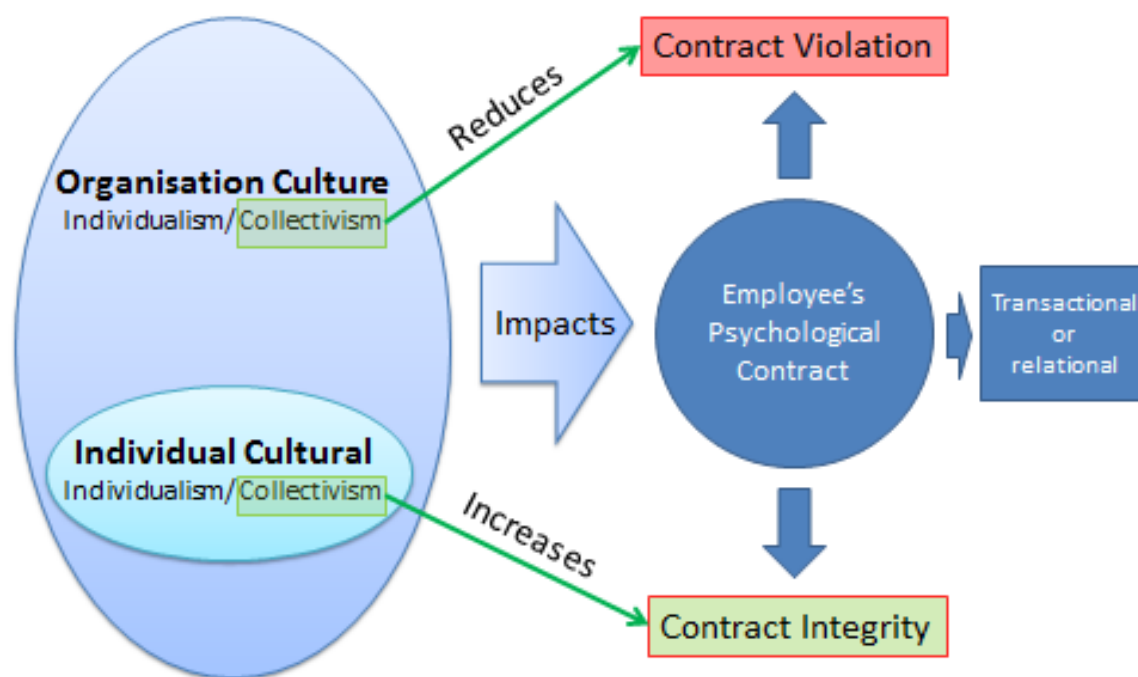 Contract Violation
Reduces
Organisation Culture
Individualism/Collectivism
Impacts
Employee's
Psychological
Contract
Transactional
or
relational
Individual Cultural
Individualism/Collectivism
Increases
Contract Integrity